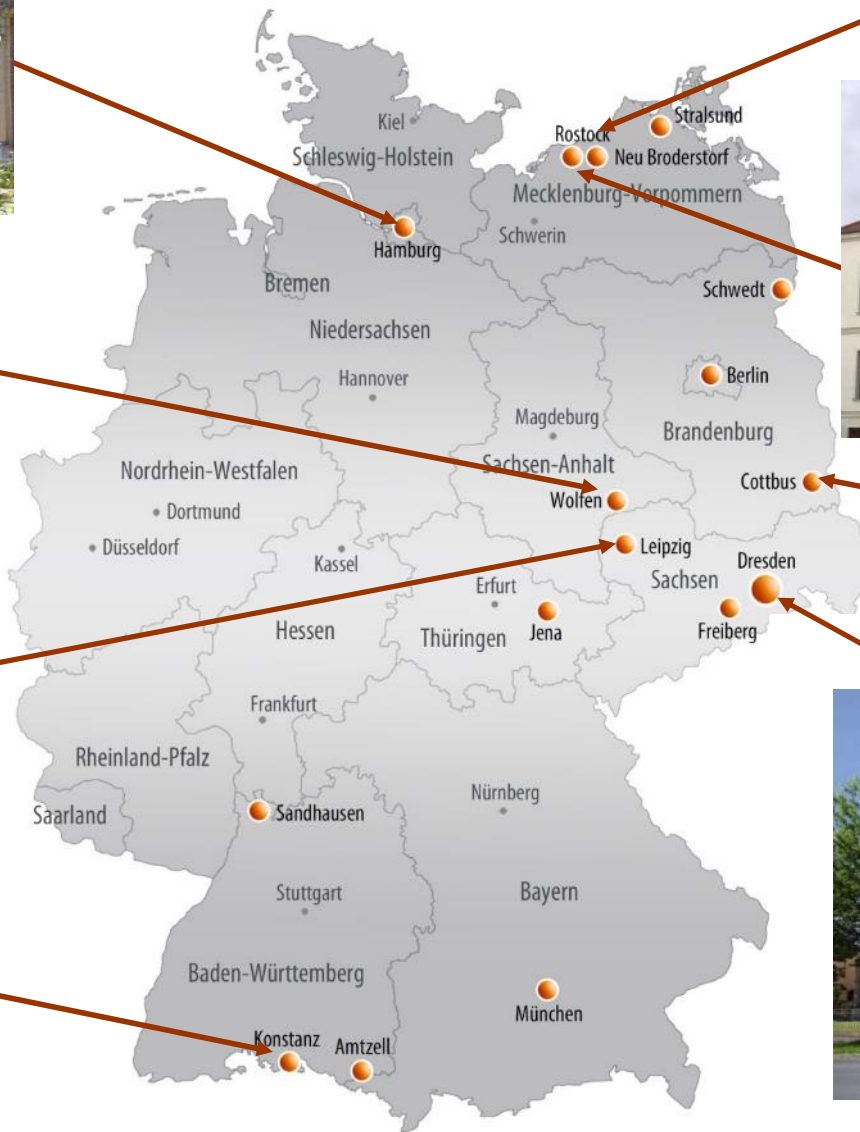 Kiel
Schleswig-Holstein
Stralsund
Rostock
Neu Broderstorf
Mecklenburg-Vorpommern
Schwerin
Hamburg
Bremen
Schwedt
Niedersachsen
Berlin
Hannover
Magdeburg
Brandenburg
Nordrhein-Westfalen
Sachsen-Anhalt
Cottbus
Wolfen
Dortmund
Düsseldorf
Leipzig
Kassel
Dresden
Sachsen
Erfurt
Hessen
Thüringen
Jena
Freiberg
Frankfurt
Rheinland-Pfalz
Nürnberg
Saarland
Sandhausen
Stuttgart
Bayern
Baden-Württemberg
München
Konstanz
Amtzell